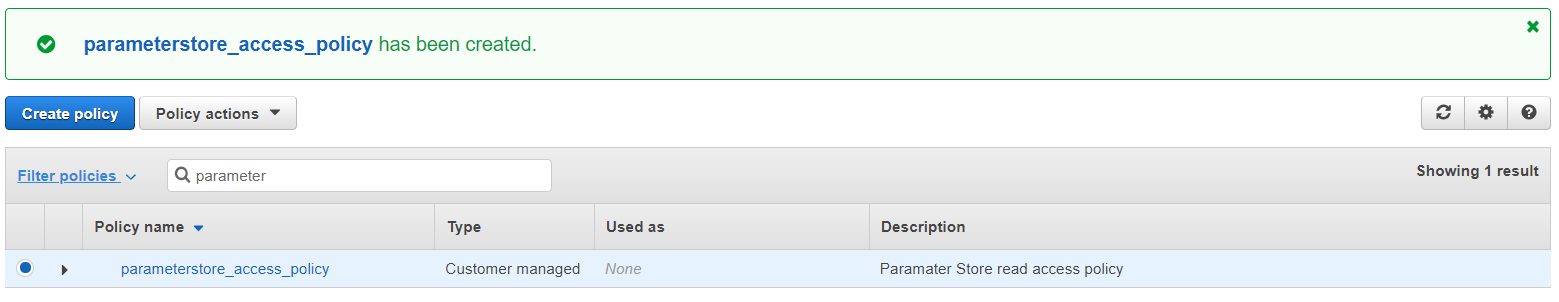 parameterstore_access_policy has been created.
Create policy Policy actions
Filter policies parameter Showing 1 result
Policy name Type Used as Description
parameterstore_access_policy Customer managed None Paramater Store read access policy